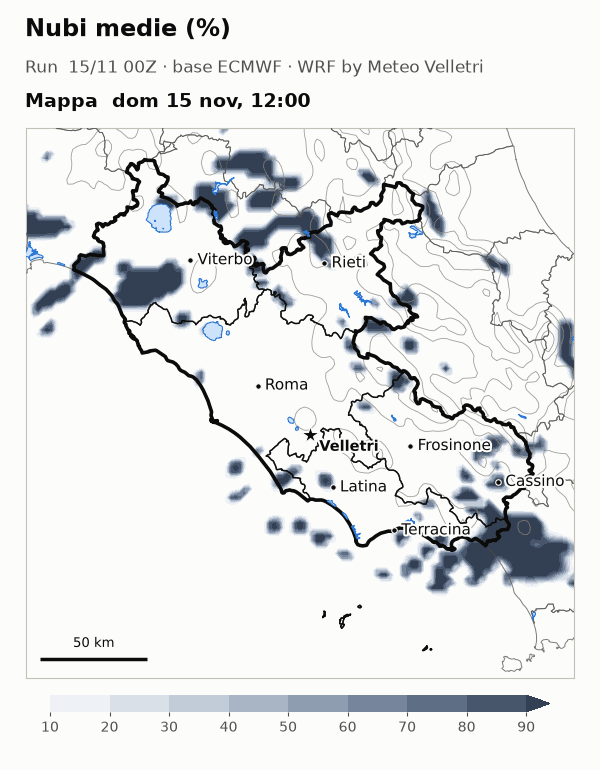 Nubi medie (%)
Run  15/11 00Z · base ECMWF · WRF by Meteo Velletri
Mappa  dom 15 nov, 12:00
Viterbo
Rieti
Roma
Velletri
Frosinone
Cassino
Latina
Terracina
50 km
10 20 30 40 50 60 70 80 90